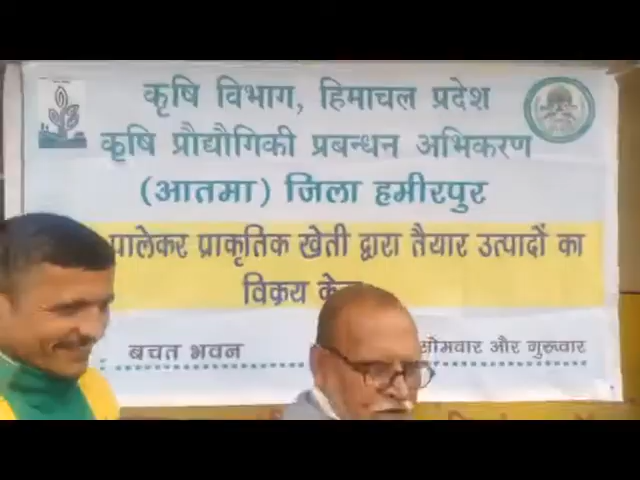 कृषि विभाग, हिमाचल प्रदेश
कृषि प्रौद्यौगिकी प्रबन्धन अभिकरण
(आतमा) जिला हमीरपुर
पालेकर प्राकृतिक खेती द्वारा तैयार उत्पादों का
विक्रय
बचत भवन सोमवार और गुरूवार